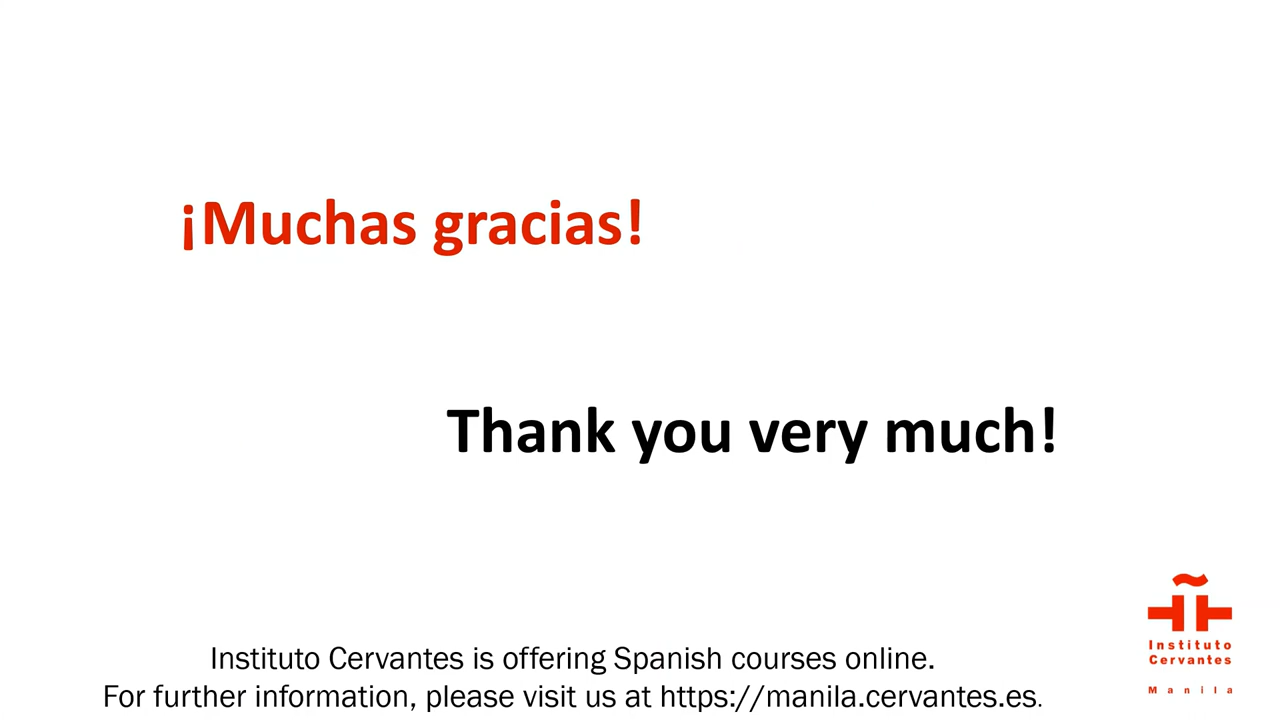 ¡Muchas gracias!
Thank you very much!
Instituto
Cervantes
Manila
Instituto Cervantes is offering Spanish courses online.
For further information, please visit us at https://manila.cervantes.es.